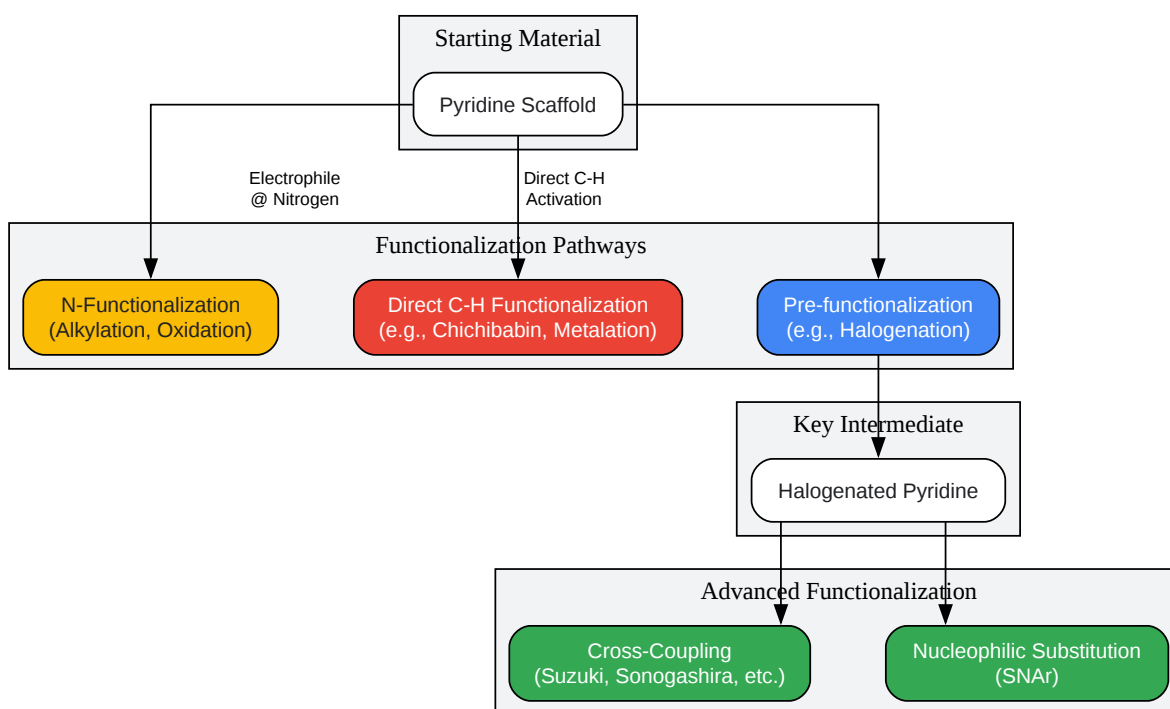 Starting Material
Pyridine Scaffold
Electrophile
@ Nitrogen
Direct C-H
Activation
Functionalization Pathways
N-Functionalization
(Alkylation, Oxidation)
Direct C-H Functionalization
(e.g., Chichibabin, Metalation)
Pre-functionalization
(e.g., Halogenation)
Key Intermediate
Halogenated Pyridine
Advanced Functionalization
Cross-Coupling
(Suzuki, Sonogashira, etc.)
Nucleophilic Substitution
(SNAr)